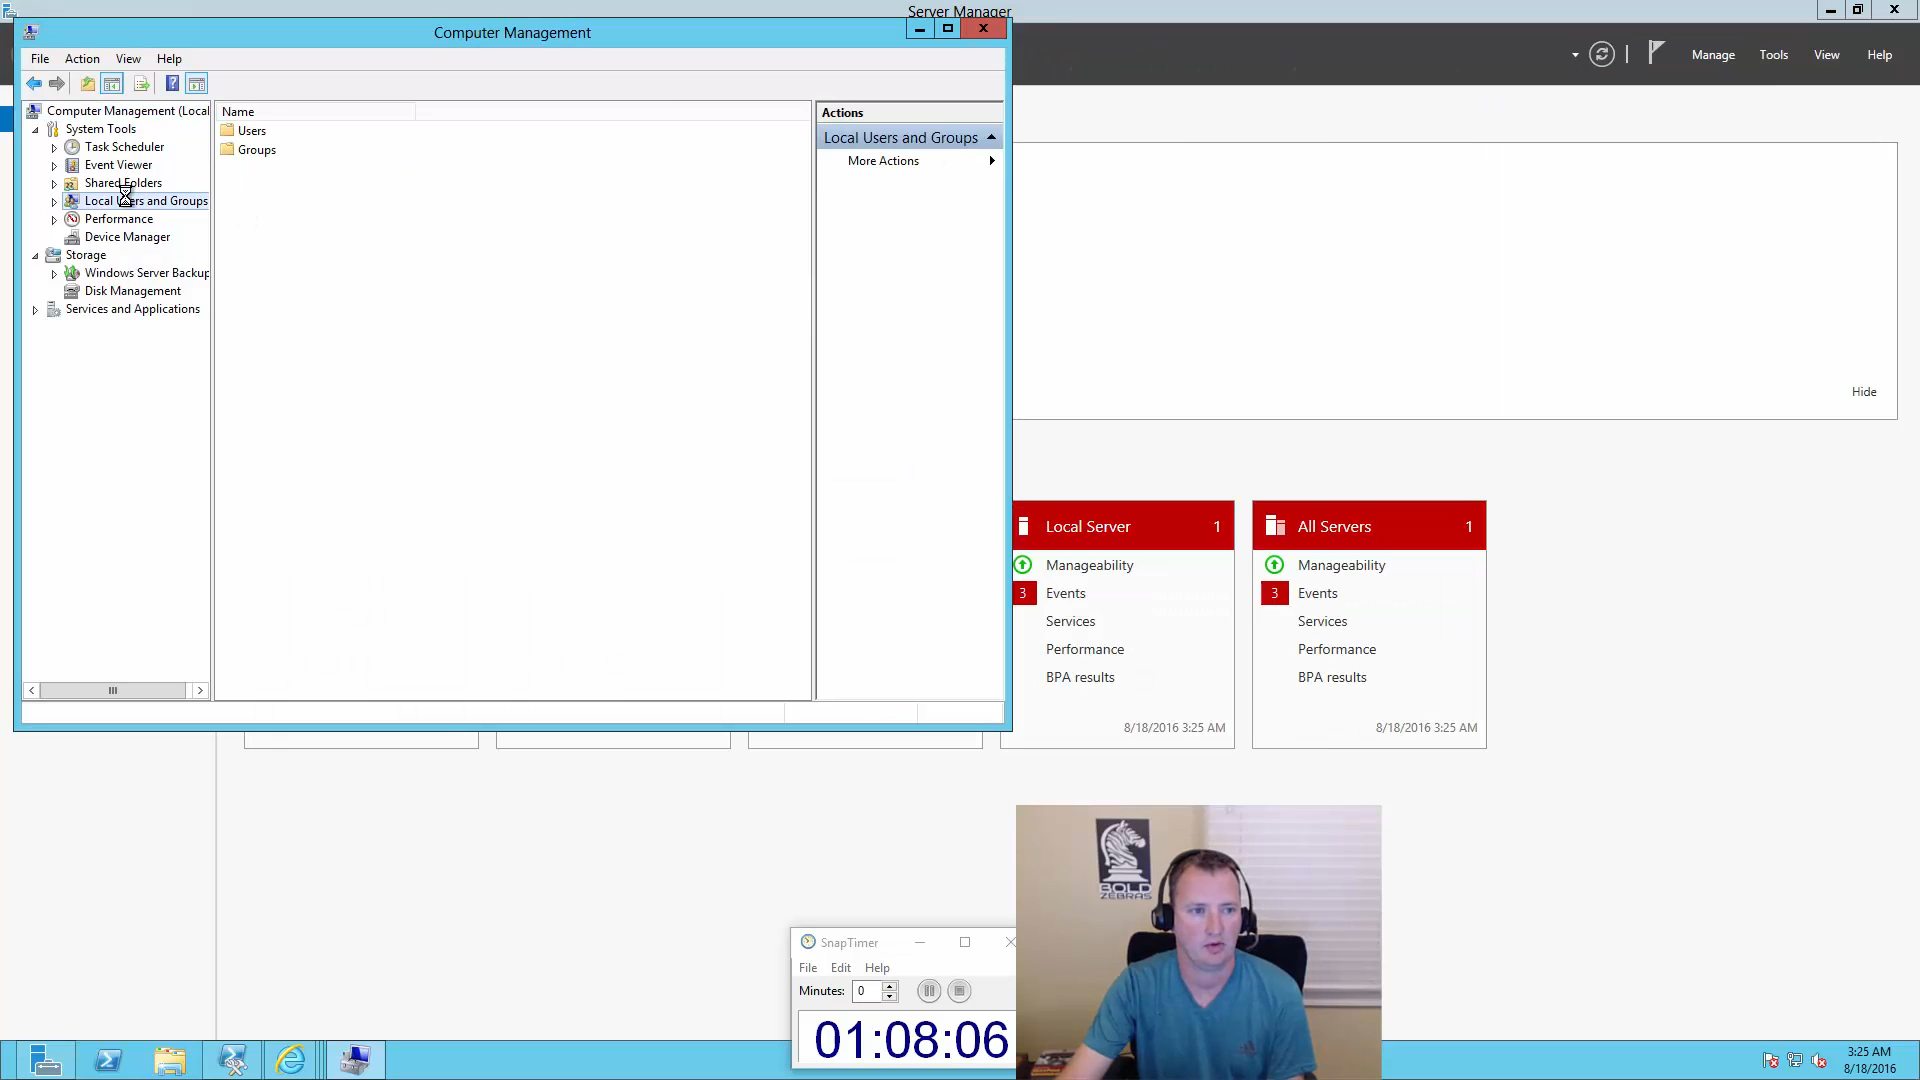 Server Manager
Computer Management
File Action View Help
Manage Tools View Help
Computer Management (Local
System Tools
Task Scheduler
Event Viewer
Shared Folders
Local Users and Groups
Performance
Device Manager
Storage
Windows Server Backup
Disk Management
Services and Applications
Name
Users
Groups
Actions
Local Users and Groups
More Actions
Hide
Local Server 1
Manageability
3 Events
Services
Performance
BPA results
8/18/2016 3:25 AM
All Servers 1
Manageability
3 Events
Services
Performance
BPA results
8/18/2016 3:25 AM
BOLD
ZEBRAS
SnapTimer
File Edit Help
Minutes: 0
01:08:06
3:25 AM
8/18/2016